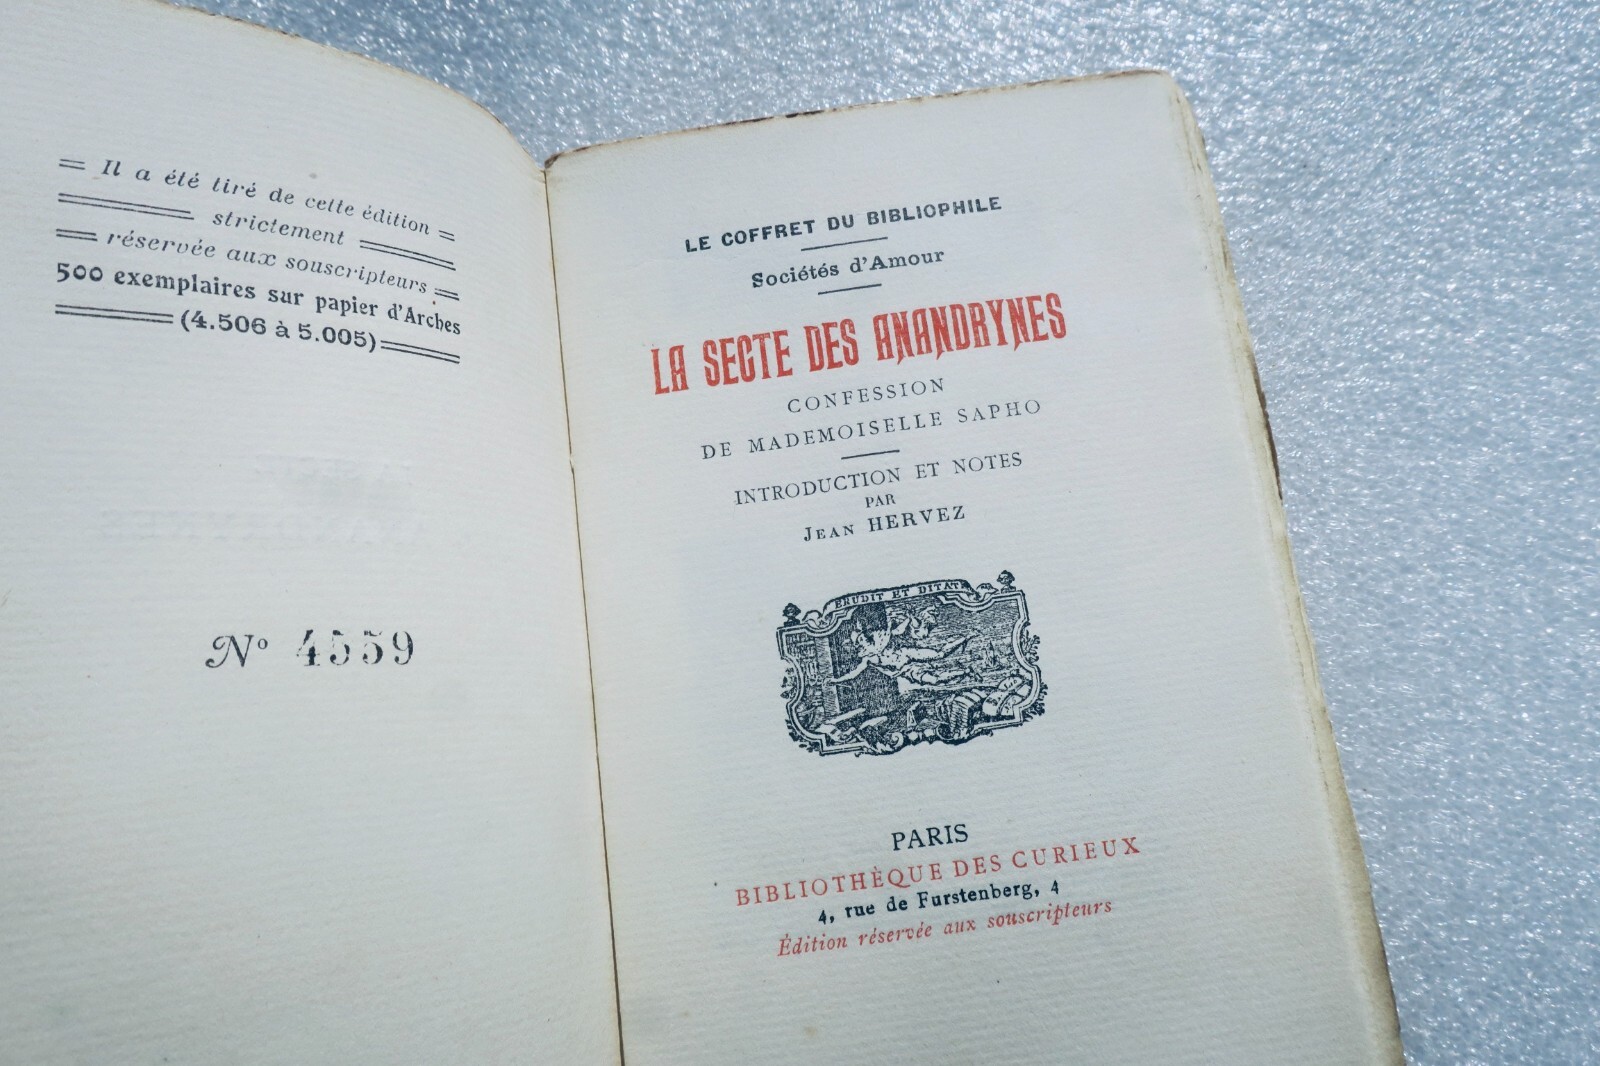 Il a été tiré de cette édition
strictement
réservée aux souscripteurs
500 exemplaires sur papier d'Arches
(4.506 à 5.005)
Nº 4559
LE COFFRET DU BIBLIOPHILE
Sociétés d'Amour
LA SECTE DES ANANDRYNES
CONFESSION
DE MADEMOISELLE SAPHO
INTRODUCTION ET NOTES
PAR
JEAN HERVEZ
ERUDIT ET DITAT
PARIS
BIBLIOTHÈQUE DES CURIEUX
4, rue de Furstenberg, 4
Édition réservée aux souscripteurs